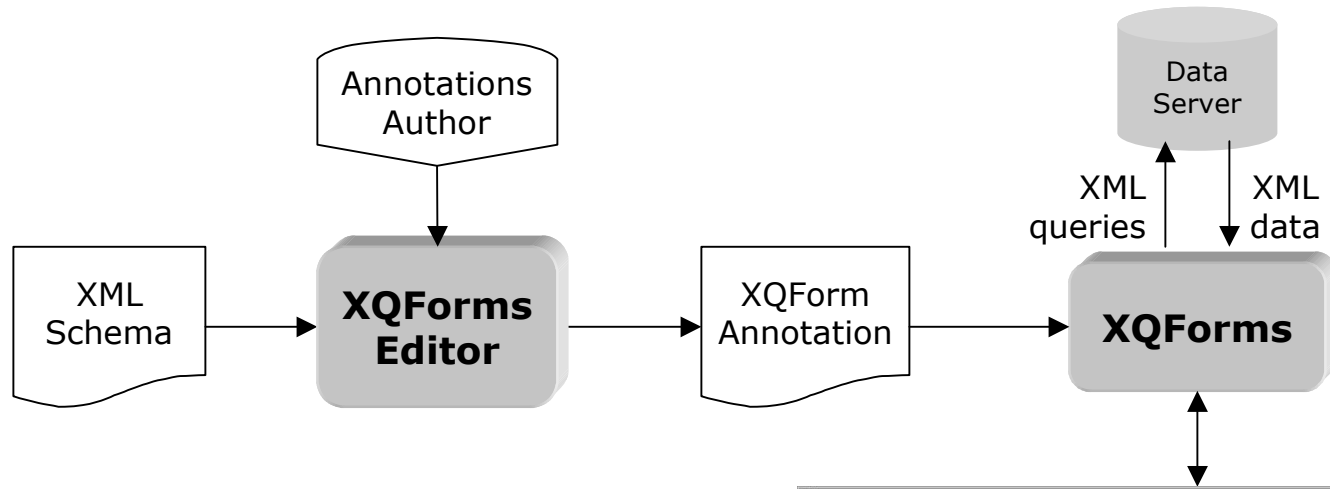 Annotations
Author
Data
Server
XML
queries
XML
data
XML
Schema
XQForms
Editor
XQForm
Annotation
XQForms